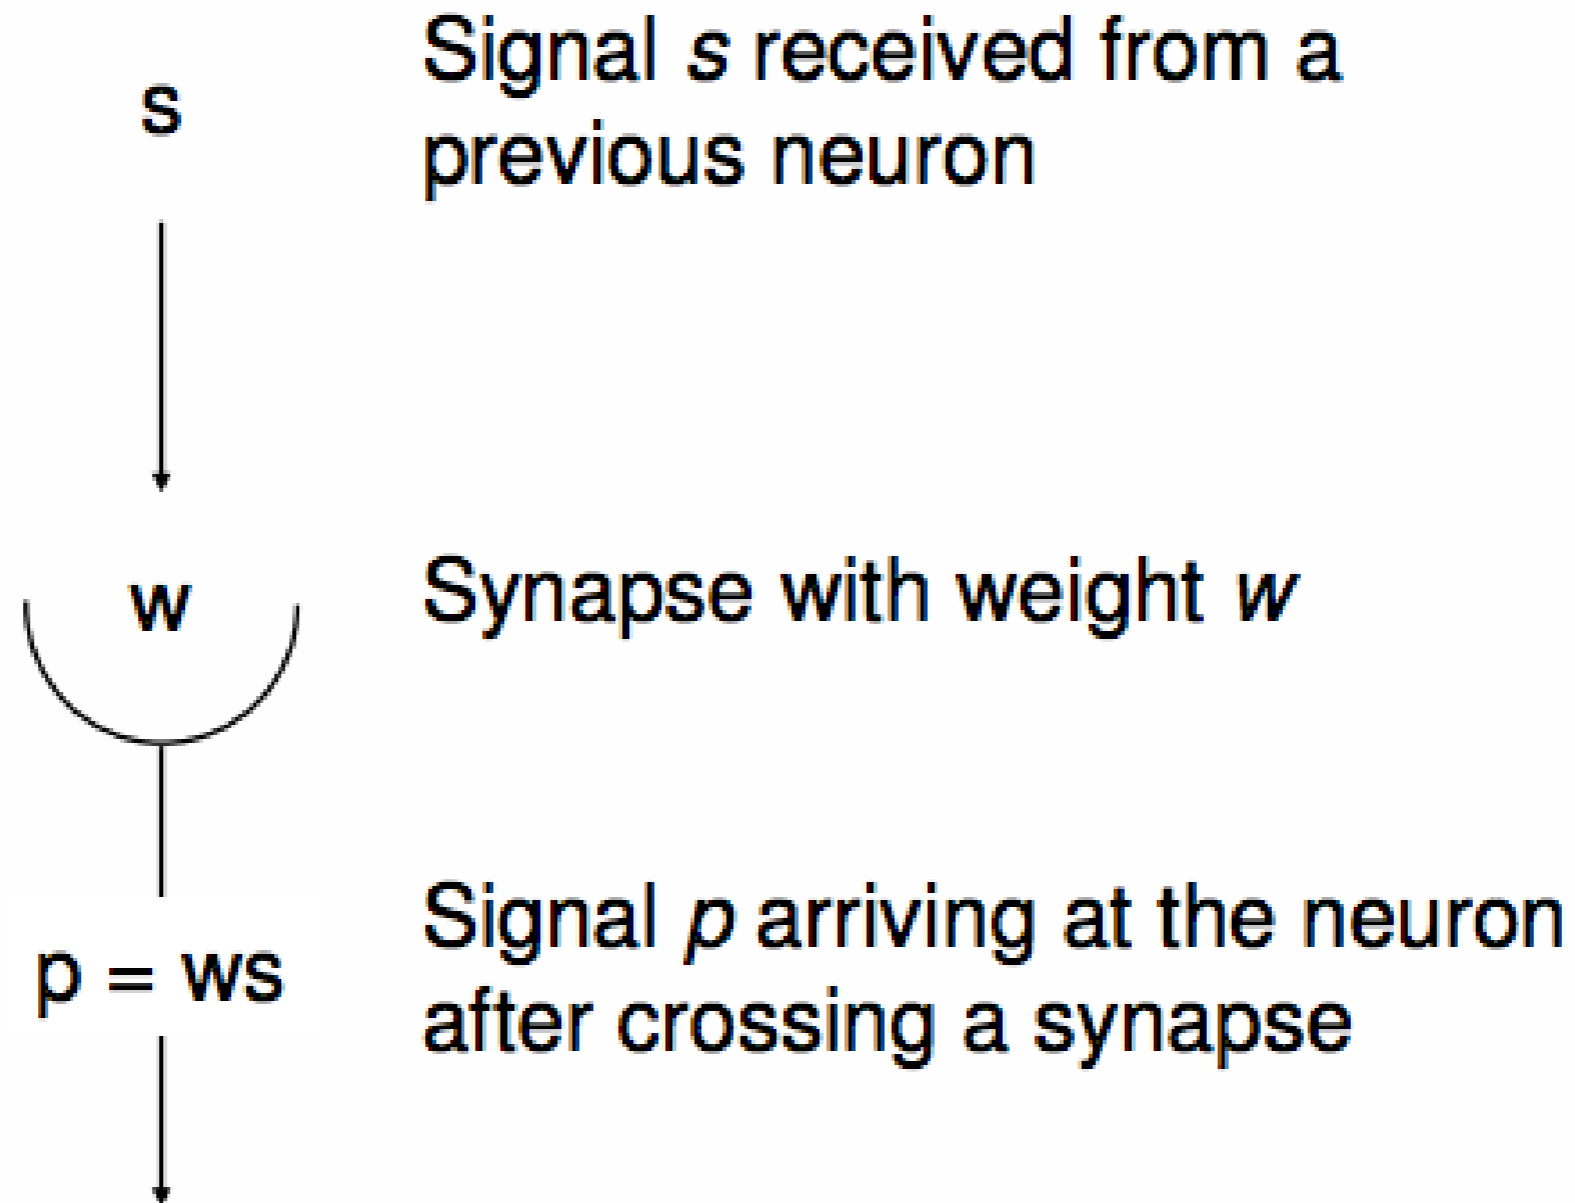 s
Signal s received from a
previous neuron
w
Synapse with weight w
p = ws
Signal p arriving at the neuron
after crossing a synapse